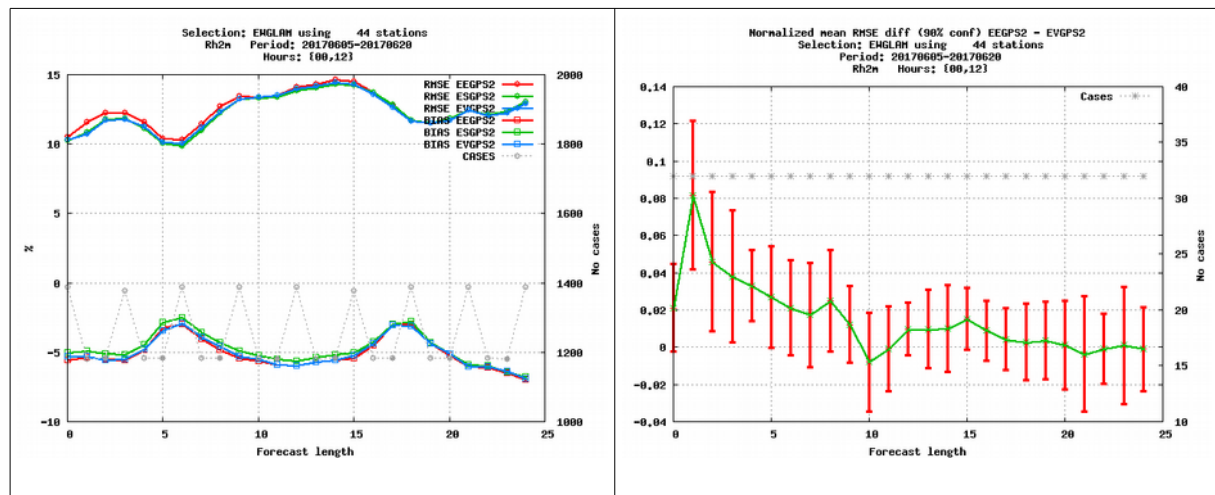 Selection: EWGLAM using 44 stations
Rh2m Period: 20170605-20170620
Hours: {00,12}
RMSE EEGPS2
RMSE ESGPS2
RMSE EVGPS2
BIAS EEGPS2
BIAS ESGPS2
BIAS EVGPS2
CASES
15
10
5
0
-5
-10
%
2000
1800
1600
1400
1200
1000
No cases
0 5 10 15 20 25
Forecast length
Normalized mean RMSE diff (90% conf) EEGPS2 - EVGPS2
Selection: EWGLAM using 44 stations
Period: 20170605-20170620
Rh2m Hours: {00,12}
Cases
0.14
0.12
0.1
0.08
0.06
0.04
0.02
0
-0.02
-0.04
40
35
30
25
20
15
10
No cases
0 5 10 15 20 25
Forecast length